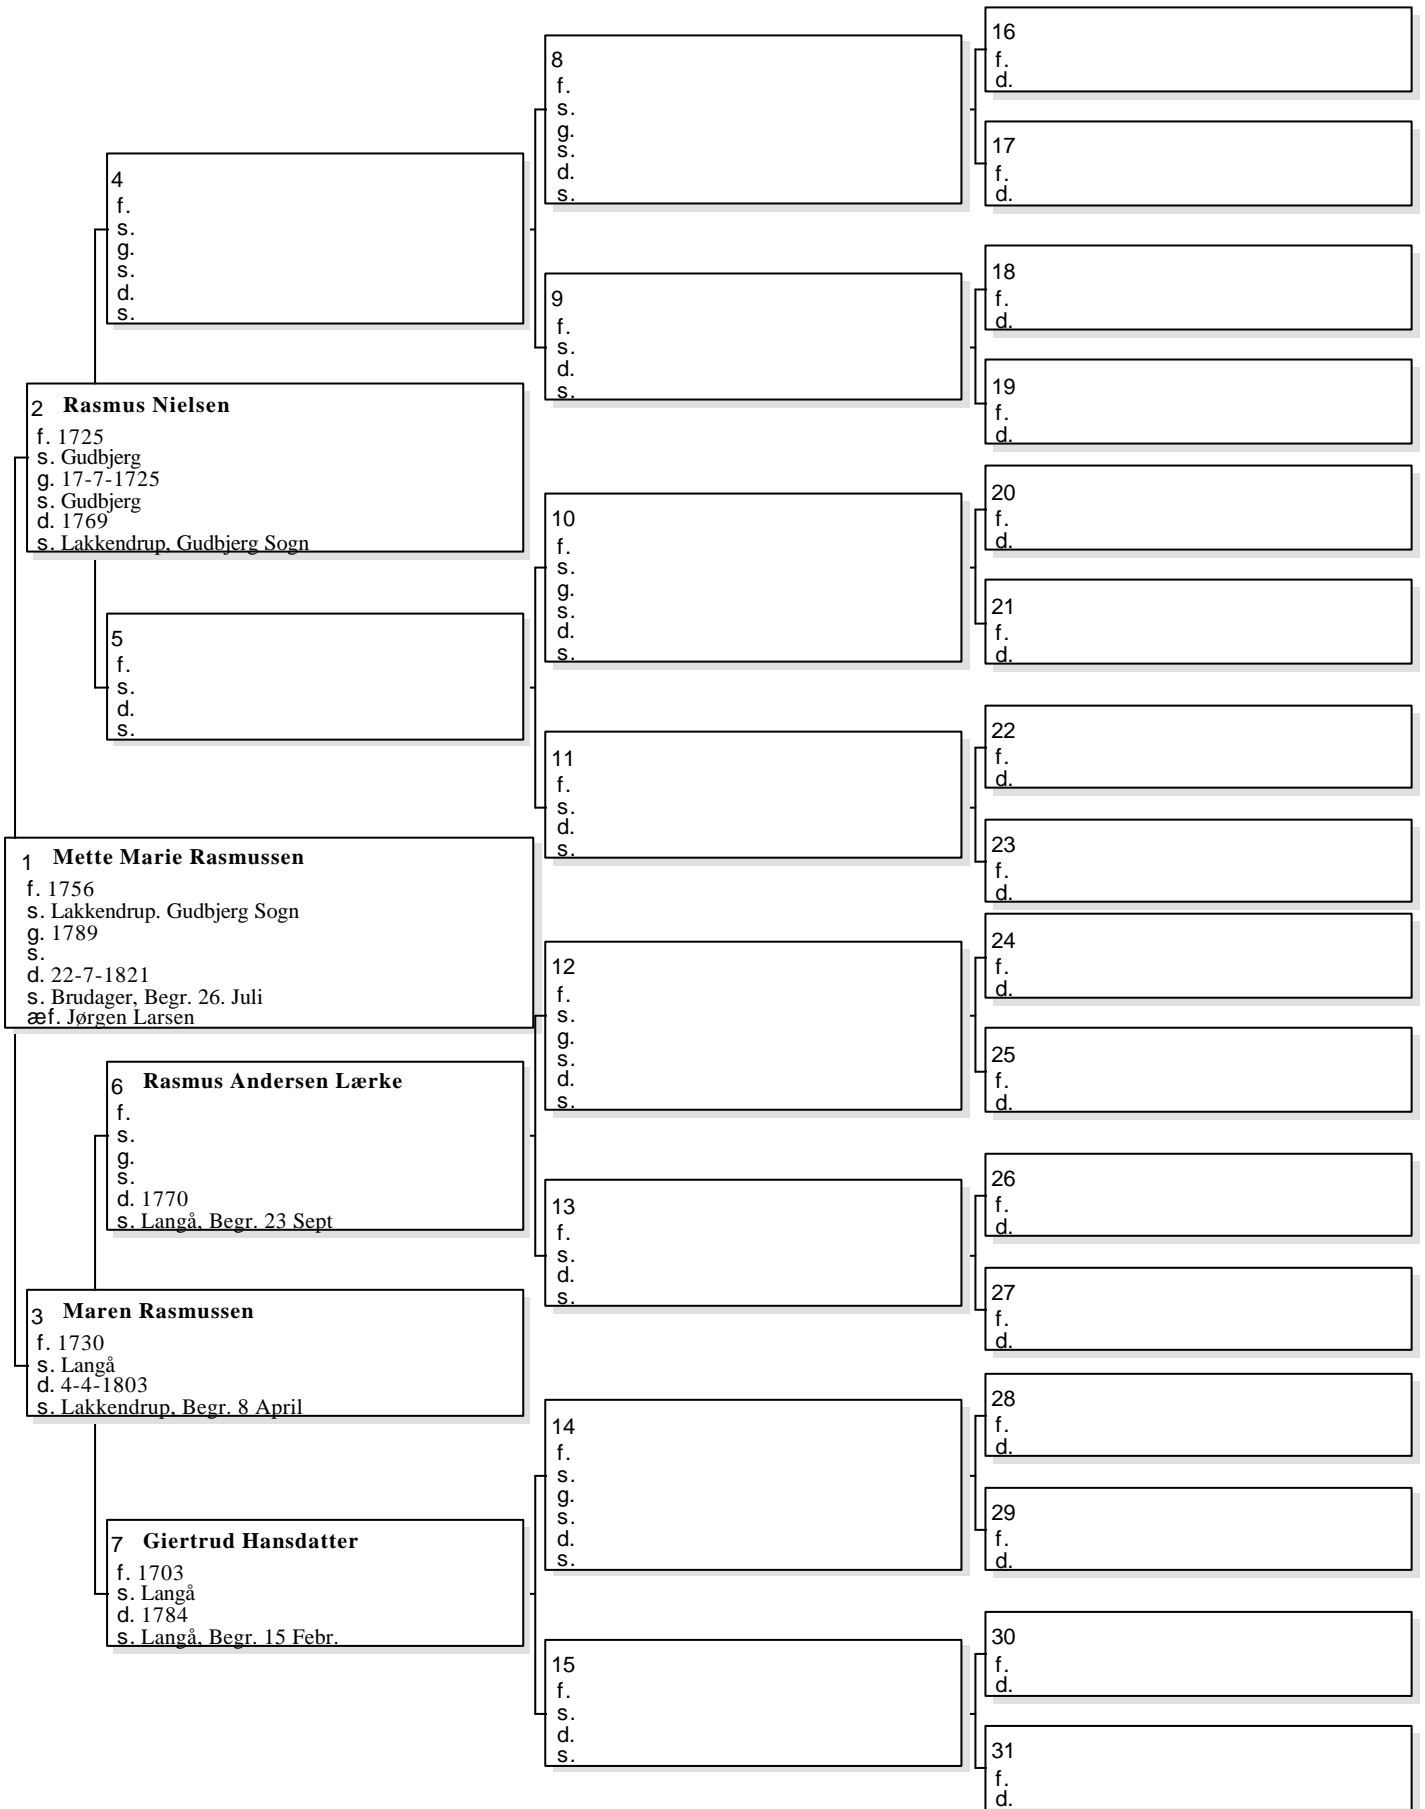 16
f.
d.
8
f.
s.
g.
s.
d.
s.
17
f.
d.
4
f.
s.
g.
s.
d.
s.
18
f.
d.
9
f.
s.
d.
s.
19
f.
d.
2 Rasmus Nielsen
f. 1725
s. Gudbjerg
g. 17-7-1725
s. Gudbjerg
d. 1769
s. Lakkendrup, Gudbjerg Sogn
20
f.
d.
10
f.
s.
g.
s.
d.
s.
21
f.
d.
5
f.
s.
d.
s.
22
f.
d.
11
f.
s.
d.
s.
23
f.
d.
1 Mette Marie Rasmussen
f. 1756
s. Lakkendrup. Gudbjerg Sogn
g. 1789
s.
d. 22-7-1821
s. Brudager, Begr. 26. Juli
æf. Jørgen Larsen
24
f.
d.
12
f.
s.
g.
s.
d.
s.
25
f.
d.
6 Rasmus Andersen Lærke
f.
s.
g.
s.
d. 1770
s. Langå, Begr. 23 Sept
26
f.
d.
13
f.
s.
d.
s.
27
f.
d.
3 Maren Rasmussen
f. 1730
s. Langå
d. 4-4-1803
s. Lakkendrup, Begr. 8 April
28
f.
d.
14
f.
s.
g.
s.
d.
s.
29
f.
d.
7 Giertrud Hansdatter
f. 1703
s. Langå
d. 1784
s. Langå, Begr. 15 Febr.
30
f.
d.
15
f.
s.
d.
s.
31
f.
d.